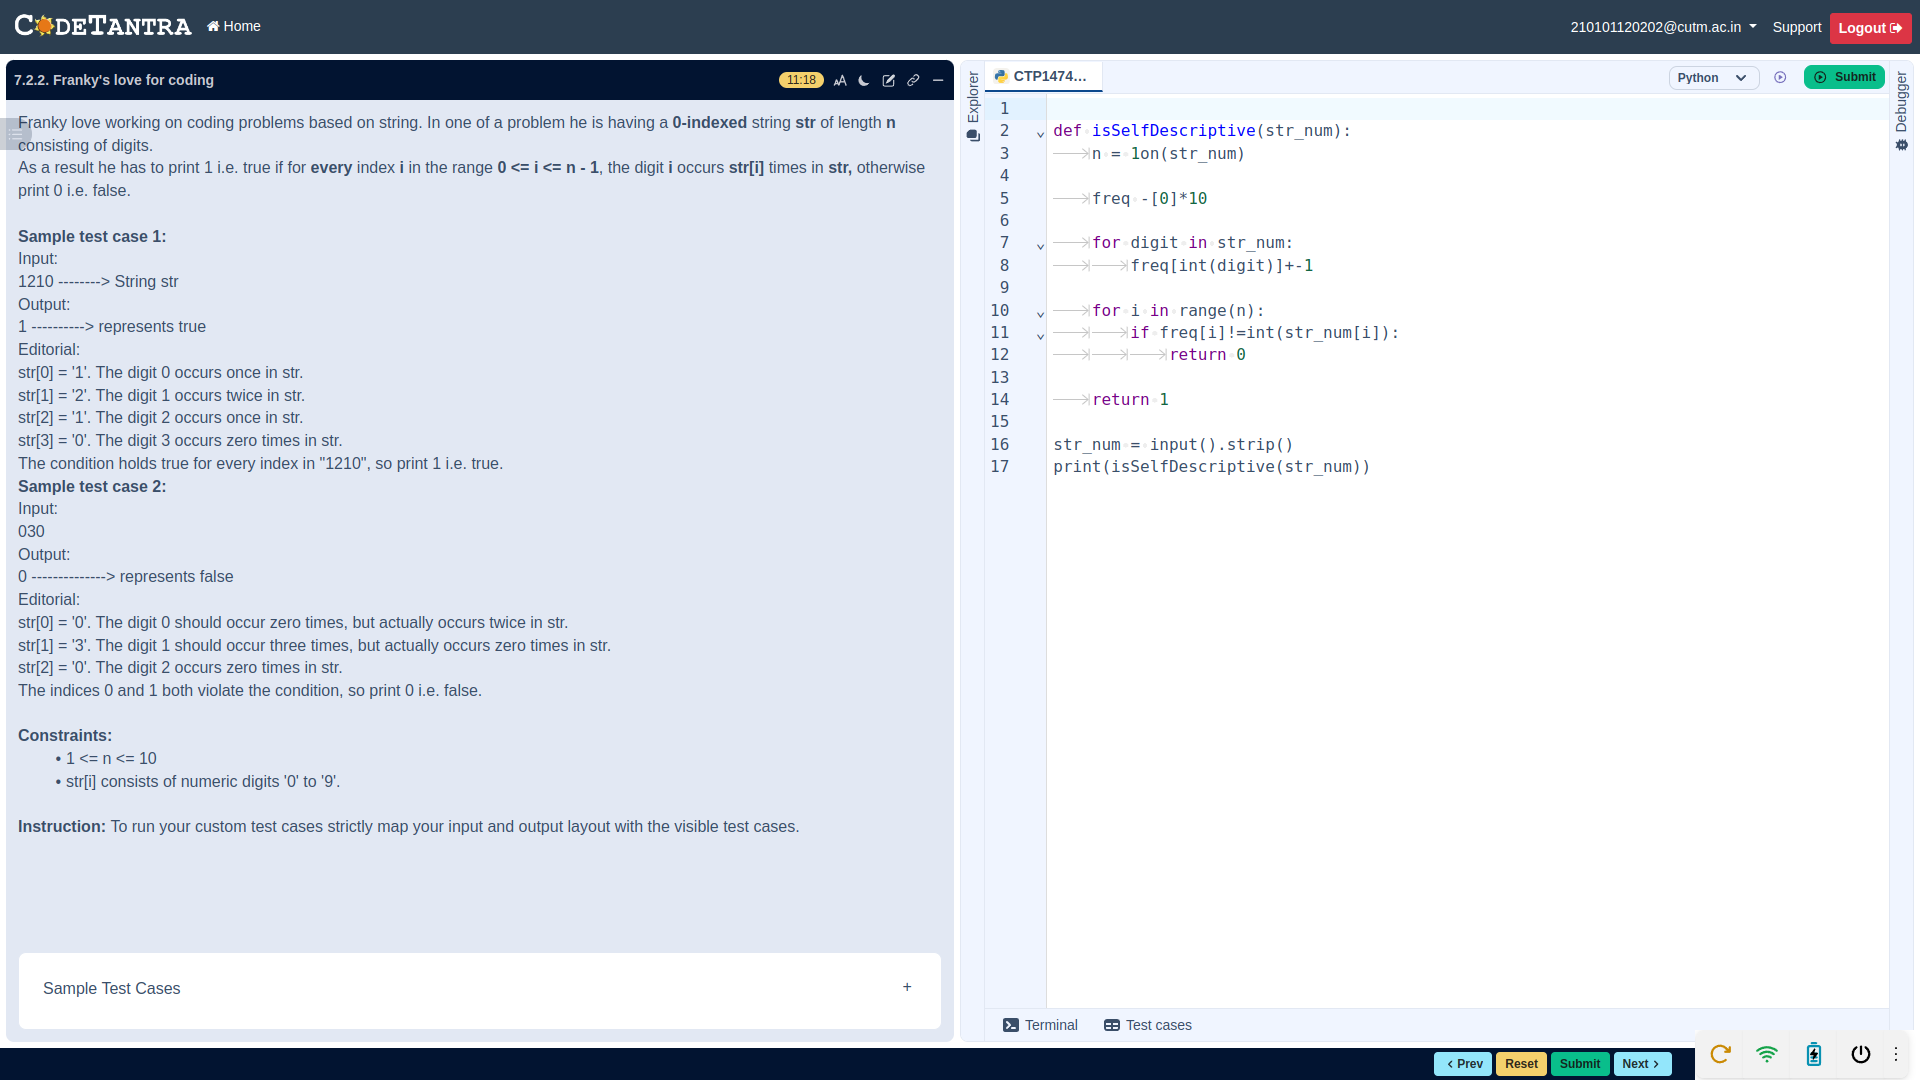 CODETANTRA Home 210101120202@cutm.ac.in Support Logout
7.2.2. Franky's love for coding 11:18
Franky love working on coding problems based on string. In one of a problem he is having a 0-indexed string str of length n
consisting of digits.
As a result he has to print 1 i.e. true if for every index i in the range 0 <= i <= n - 1, the digit i occurs str[i] times in str, otherwise
print 0 i.e. false.
Sample test case 1:
Input:
1210 --------> String str
Output:
1 ----------> represents true
Editorial:
str[0] = '1'. The digit 0 occurs once in str.
str[1] = '2'. The digit 1 occurs twice in str.
str[2] = '1'. The digit 2 occurs once in str.
str[3] = '0'. The digit 3 occurs zero times in str.
The condition holds true for every index in "1210", so print 1 i.e. true.
Sample test case 2:
Input:
030
Output:
0 --------------> represents false
Editorial:
str[0] = '0'. The digit 0 should occur zero times, but actually occurs twice in str.
str[1] = '3'. The digit 1 should occur three times, but actually occurs zero times in str.
str[2] = '0'. The digit 2 occurs zero times in str.
The indices 0 and 1 both violate the condition, so print 0 i.e. false.
Constraints:
• 1 <= n <= 10
• str[i] consists of numeric digits '0' to '9'.
Instruction: To run your custom test cases strictly map your input and output layout with the visible test cases.
Sample Test Cases +
Explorer
CTP1474... Python Submit
Debugger
1
2 def isSelfDescriptive(str_num):
3 n = 1on(str_num)
4
5 freq -[0]*10
6
7 for digit in str_num:
8 freq[int(digit)]+-1
9
10 for i in range(n):
11 if freq[i]!=int(str_num[i]):
12 return 0
13
14 return 1
15
16 str_num = input().strip()
17 print(isSelfDescriptive(str_num))
Terminal Test cases
< Prev Reset Submit Next >